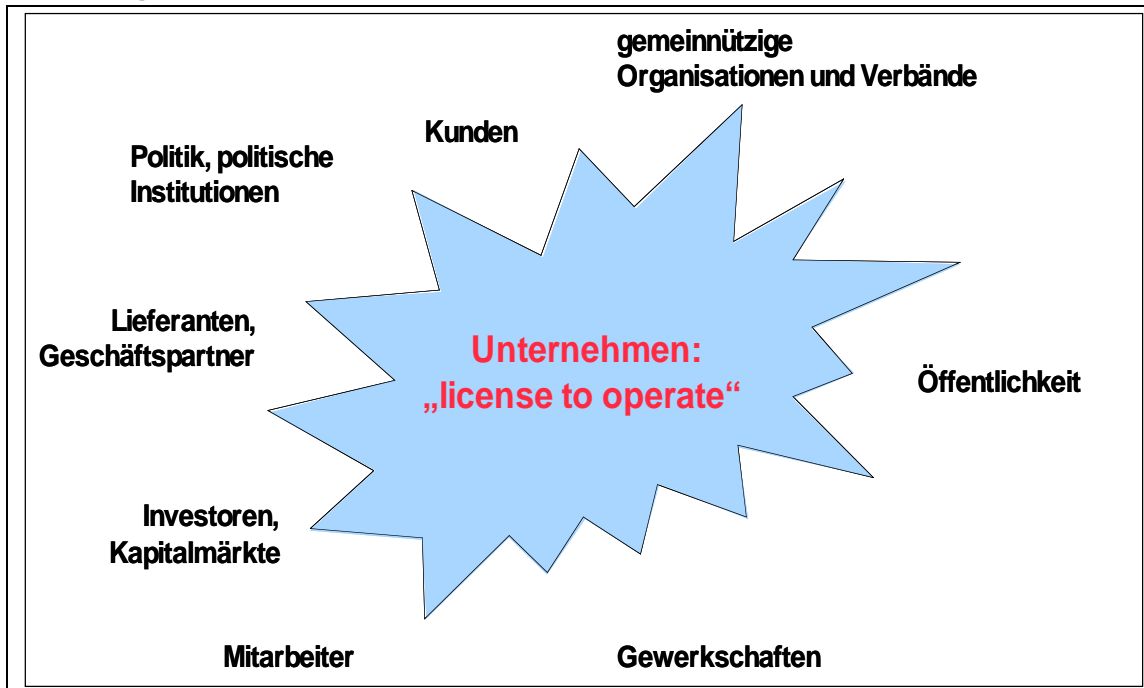 gemeinnützige
Organisationen und Verbände
Kunden
Politik, politische
Institutionen
Lieferanten,
Geschäftspartner
Unternehmen:
„license to operate“
Öffentlichkeit
Investoren,
Kapitalmärkte
Mitarbeiter
Gewerkschaften